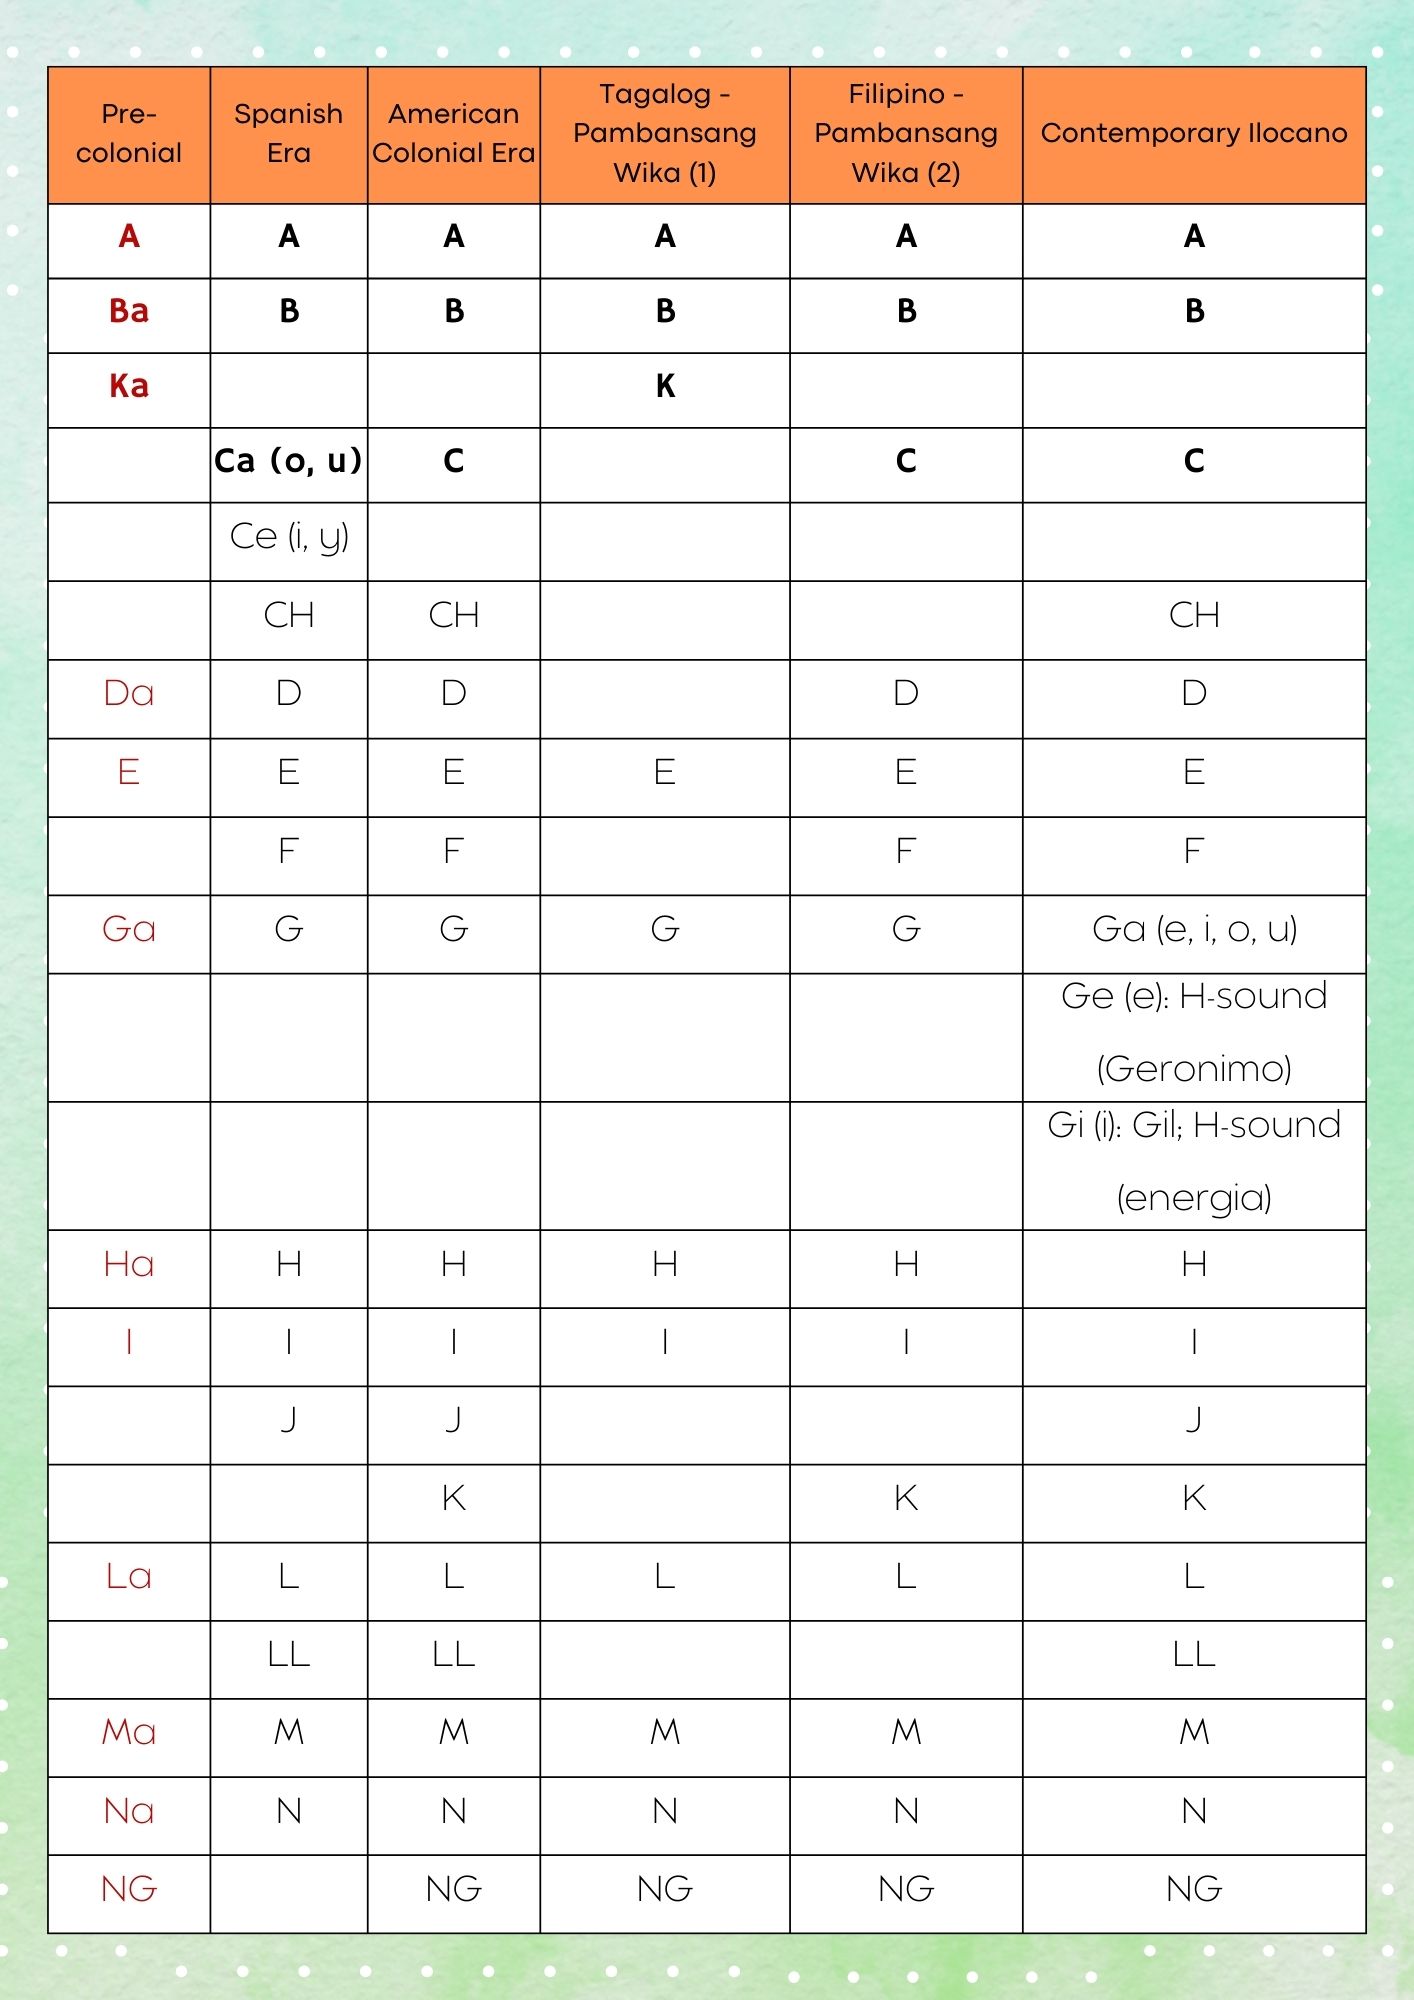 Pre-colonial | Spanish Era | American Colonial Era | Tagalog - Pambansang Wika (1) | Filipino - Pambansang Wika (2) | Contemporary Ilocano
A | A | A | A | A | A
Ba | B | B | B | B | B
Ka | | | K | |
| Ca (o, u) | C | | C | C
| Ce (i, y) | | | |
| CH | CH | | | CH
Da | D | D | | D | D
E | E | E | E | E | E
| F | F | | F | F
Ga | G | G | G | G | Ga (e, i, o, u)
| | | | | Ge (e): H-sound (Geronimo)
| | | | | Gi (i): Gil; H-sound (energia)
Ha | H | H | H | H | H
I | I | I | I | I | I
| J | J | | | J
| | K | | K | K
La | L | L | L | L | L
| LL | LL | | | LL
Ma | M | M | M | M | M
Na | N | N | N | N | N
NG | | NG | NG | NG | NG